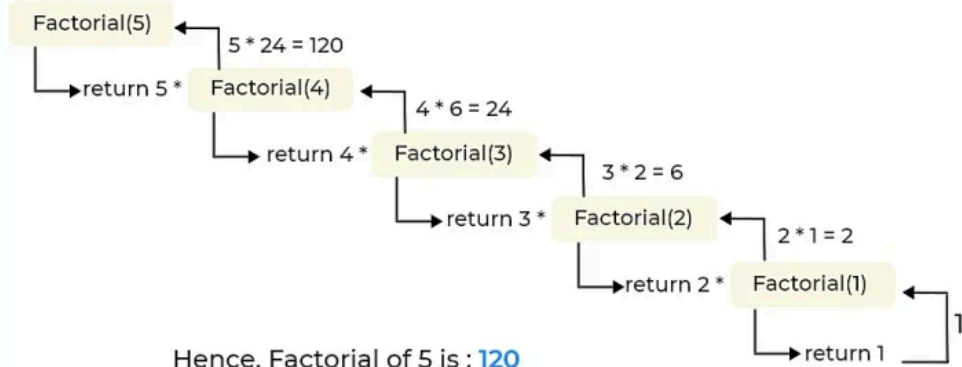 Factorial(5)
5 * 24 = 120
return 5 * Factorial(4)
4 * 6 = 24
return 4 * Factorial(3)
3 * 2 = 6
return 3 * Factorial(2)
2 * 1 = 2
return 2 * Factorial(1)
1
return 1
Hence, Factorial of 5 is : 120